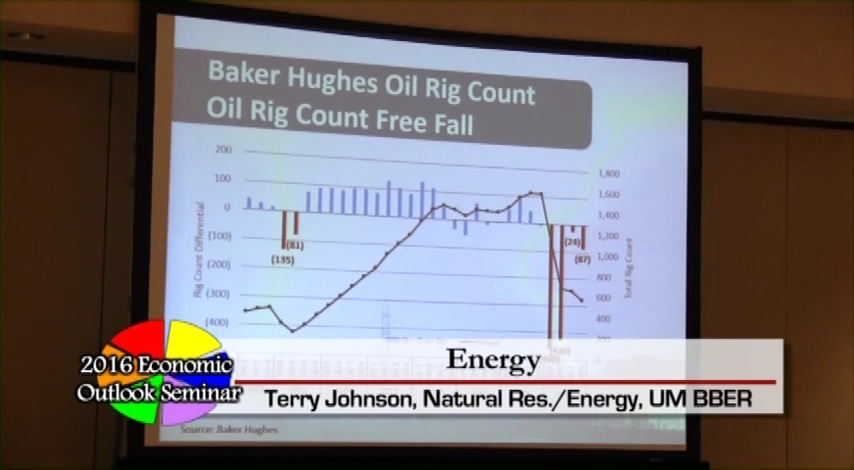 Baker Hughes Oil Rig Count
Oil Rig Count Free Fall
200
100
0
(100)
(200)
(300)
(400)
Rig Count Differential
(135)
(81)
(24)
(87)
1,800
1,600
1,400
1,200
1,000
800
600
400
200
Total Rig Count
2016 Economic
Outlook Seminar
Energy
Terry Johnson, Natural Res./Energy, UM BBER
Source: Baker Hughes